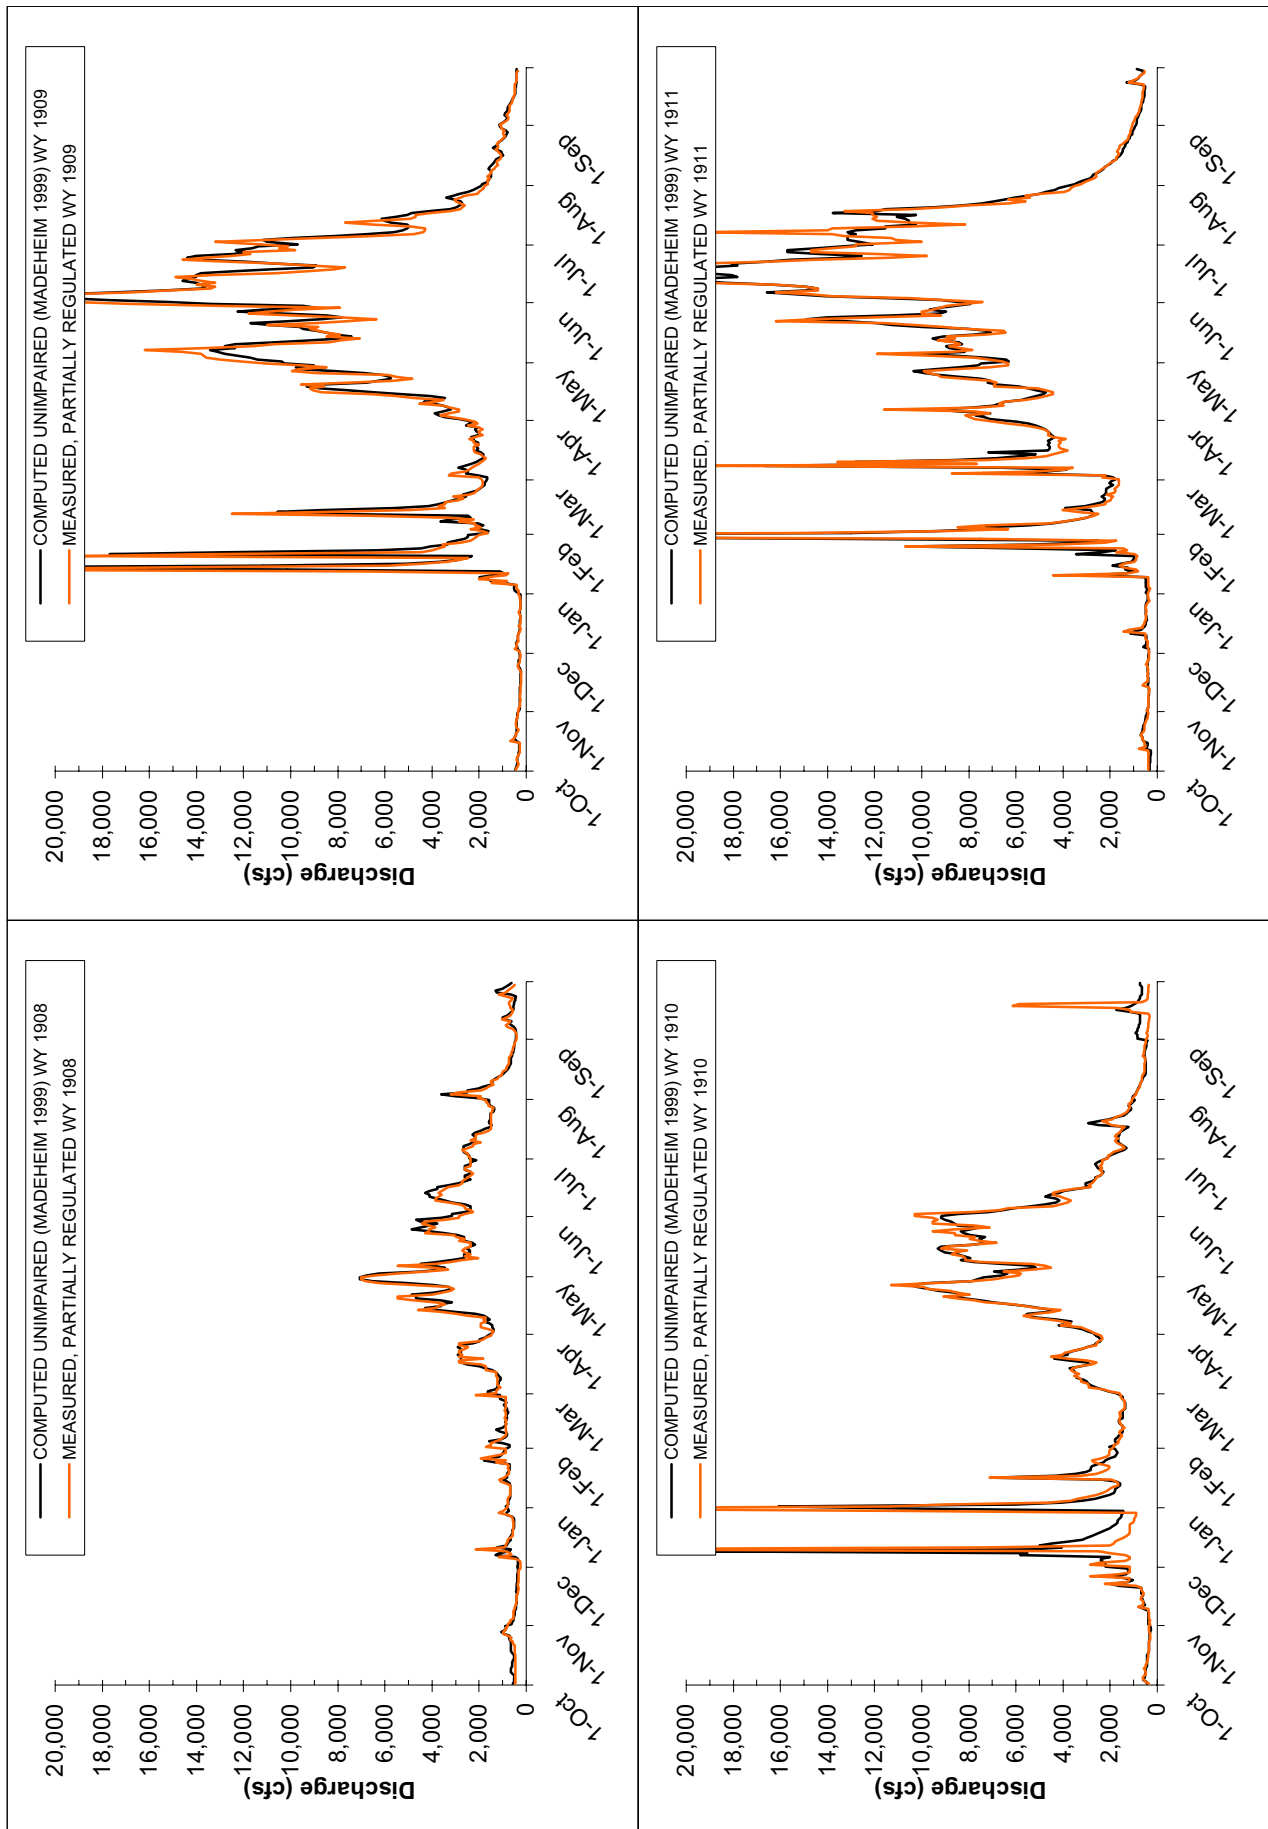 COMPUTED UNIMPAIRED (MADEHEIM 1999) WY 1908
MEASURED, PARTIALLY REGULATED WY 1908
Discharge (cfs)
20,000
18,000
16,000
14,000
12,000
10,000
8,000
6,000
4,000
2,000
0
1-Oct
1-Nov
1-Dec
1-Jan
1-Feb
1-Mar
1-Apr
1-May
1-Jun
1-Jul
1-Aug
1-Sep
COMPUTED UNIMPAIRED (MADEHEIM 1999) WY 1909
MEASURED, PARTIALLY REGULATED WY 1909
Discharge (cfs)
20,000
18,000
16,000
14,000
12,000
10,000
8,000
6,000
4,000
2,000
0
1-Oct
1-Nov
1-Dec
1-Jan
1-Feb
1-Mar
1-Apr
1-May
1-Jun
1-Jul
1-Aug
1-Sep
COMPUTED UNIMPAIRED (MADEHEIM 1999) WY 1910
MEASURED, PARTIALLY REGULATED WY 1910
Discharge (cfs)
20,000
18,000
16,000
14,000
12,000
10,000
8,000
6,000
4,000
2,000
0
1-Oct
1-Nov
1-Dec
1-Jan
1-Feb
1-Mar
1-Apr
1-May
1-Jun
1-Jul
1-Aug
1-Sep
COMPUTED UNIMPAIRED (MADEHEIM 1999) WY 1911
MEASURED, PARTIALLY REGULATED WY 1911
Discharge (cfs)
20,000
18,000
16,000
14,000
12,000
10,000
8,000
6,000
4,000
2,000
0
1-Oct
1-Nov
1-Dec
1-Jan
1-Feb
1-Mar
1-Apr
1-May
1-Jun
1-Jul
1-Aug
1-Sep